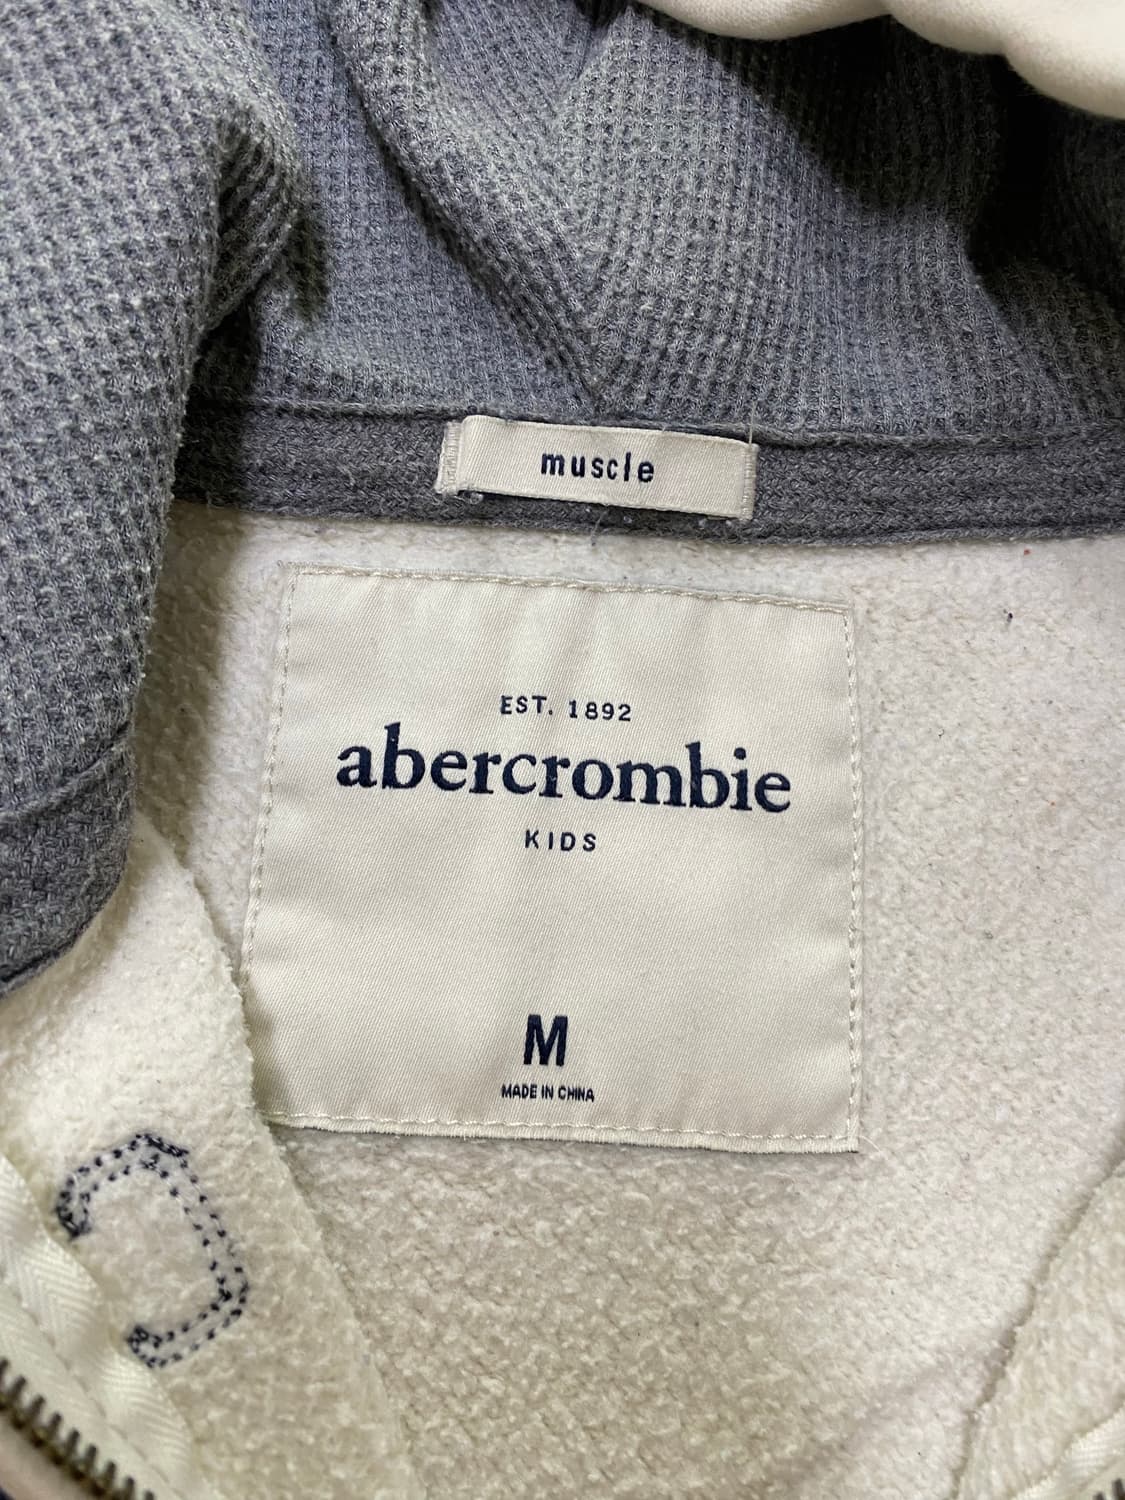 muscle
EST. 1892
abercrombie
KIDS
M
MADE IN CHINA